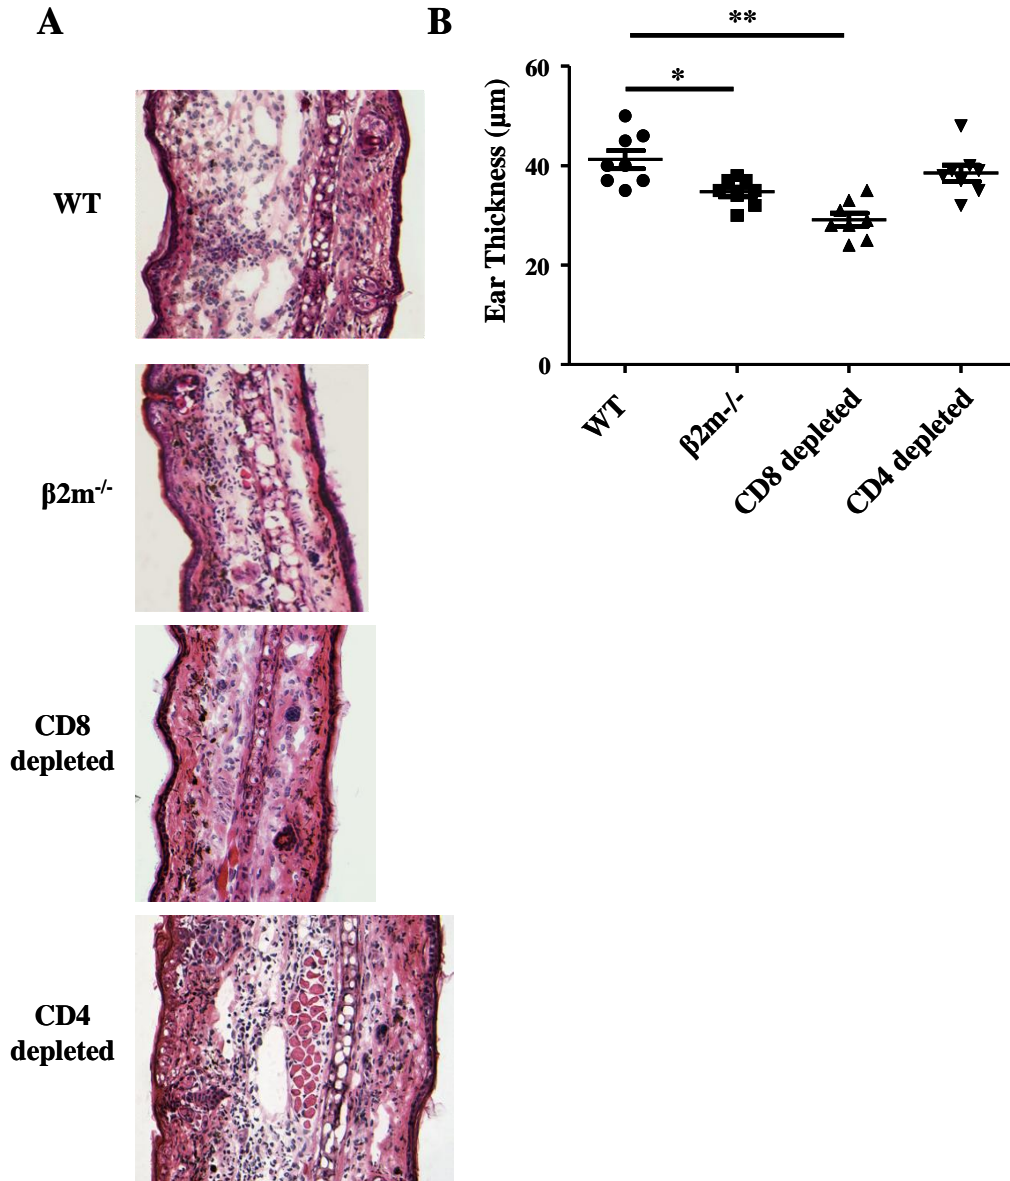 A
WT
β2m-/-
CD8
depleted
CD4
depleted
B
**
*
Ear Thickness (μm)
60
40
20
0
WT
β2m-/-
CD8 depleted
CD4 depleted